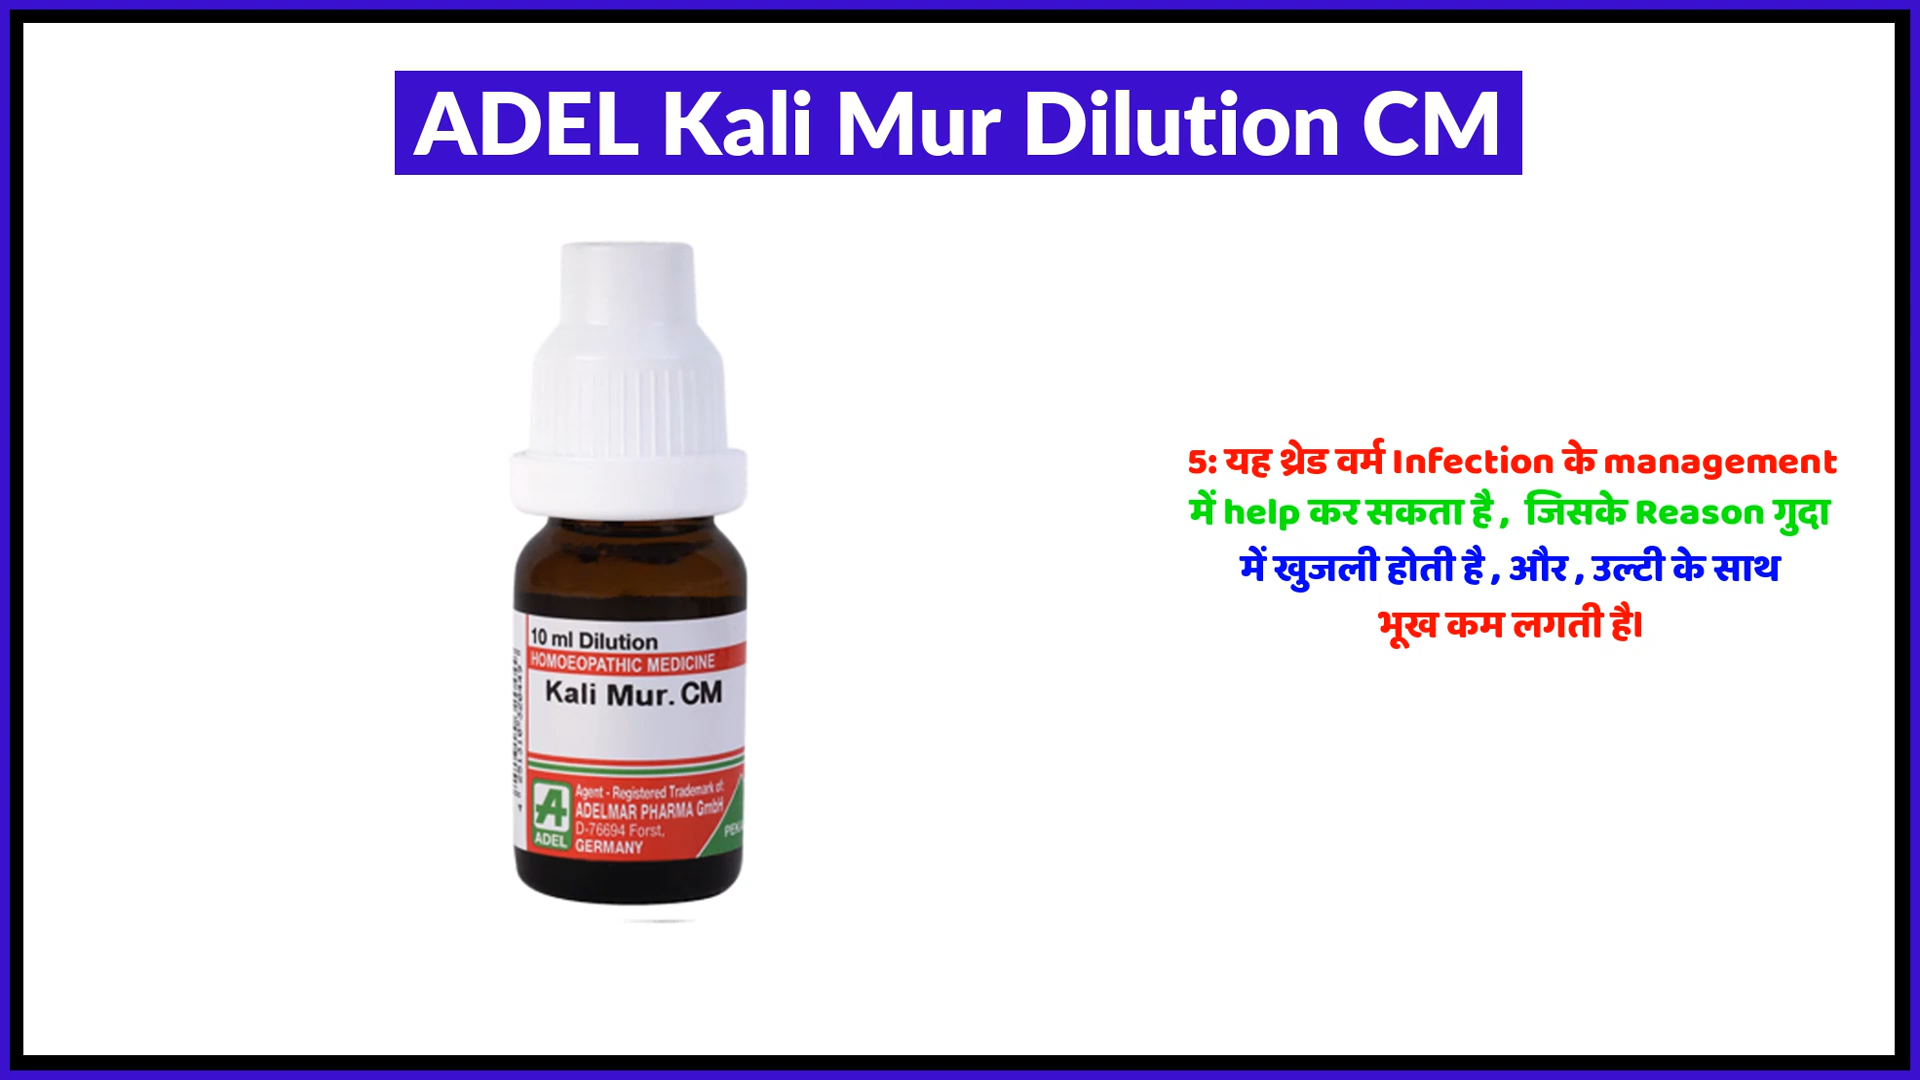 ADEL Kali Mur Dilution CM
10 ml Dilution
HOMOEOPATHIC MEDICINE
Kali Mur. CM
Agent - Registered Trademark of:
ADELMAR PHARMA GmbH
D-76694 Forst,
GERMANY
ADEL
5: यह थ्रेड वर्म Infection के management
में help कर सकता है , जिसके Reason गुदा
में खुजली होती है , और , उल्टी के साथ
भूख कम लगती है।